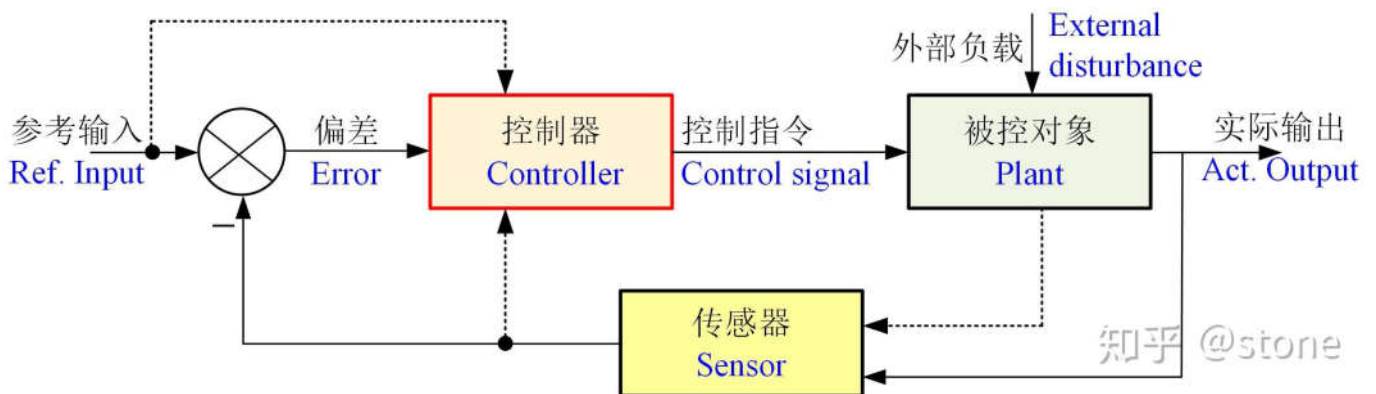 参考输入
Ref. Input
偏差
Error
控制器
Controller
控制指令
Control signal
外部负载
External
disturbance
被控对象
Plant
实际输出
Act. Output
传感器
Sensor
知乎 @stone